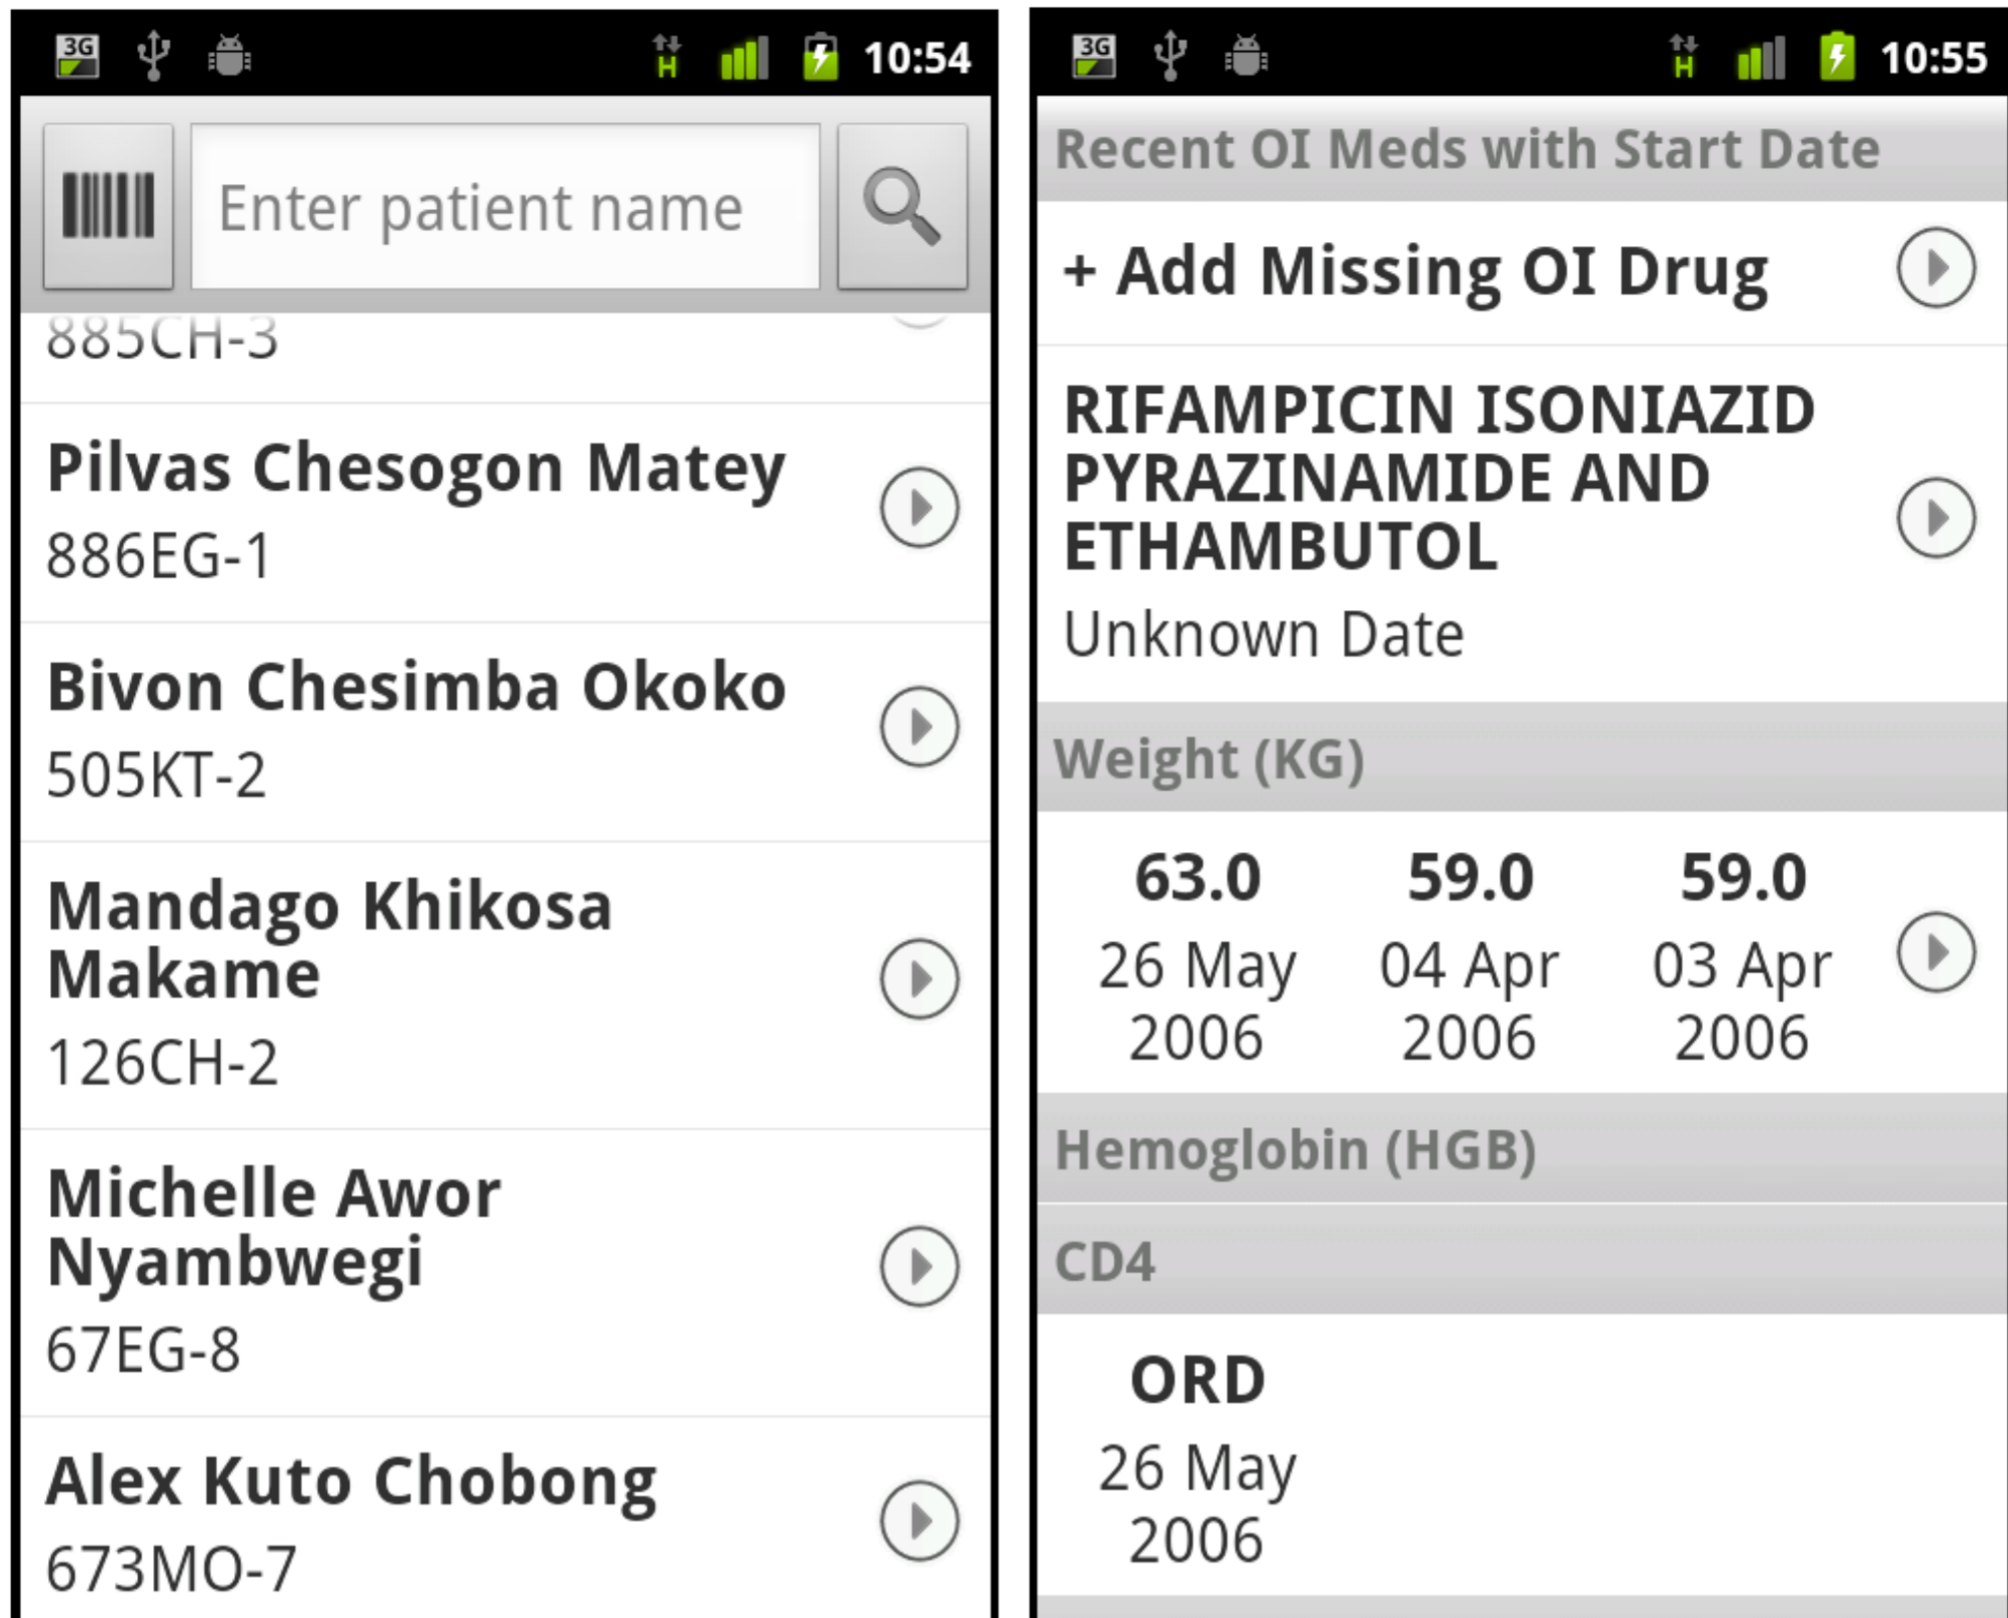 3G
H
10:54
Enter patient name
885CH-3
Pilvas Chesogon Matey
886EG-1
Bivon Chesimba Okoko
505KT-2
Mandago Khikosa
Makame
126CH-2
Michelle Awor
Nyambwegi
67EG-8
Alex Kuto Chobong
673MO-7
3G
H
10:55
Recent OI Meds with Start Date
+ Add Missing OI Drug
RIFAMPICIN ISONIAZID
PYRAZINAMIDE AND
ETHAMBUTOL
Unknown Date
Weight (KG)
63.0 59.0 59.0
26 May 04 Apr 03 Apr
2006 2006 2006
Hemoglobin (HGB)
CD4
ORD
26 May
2006